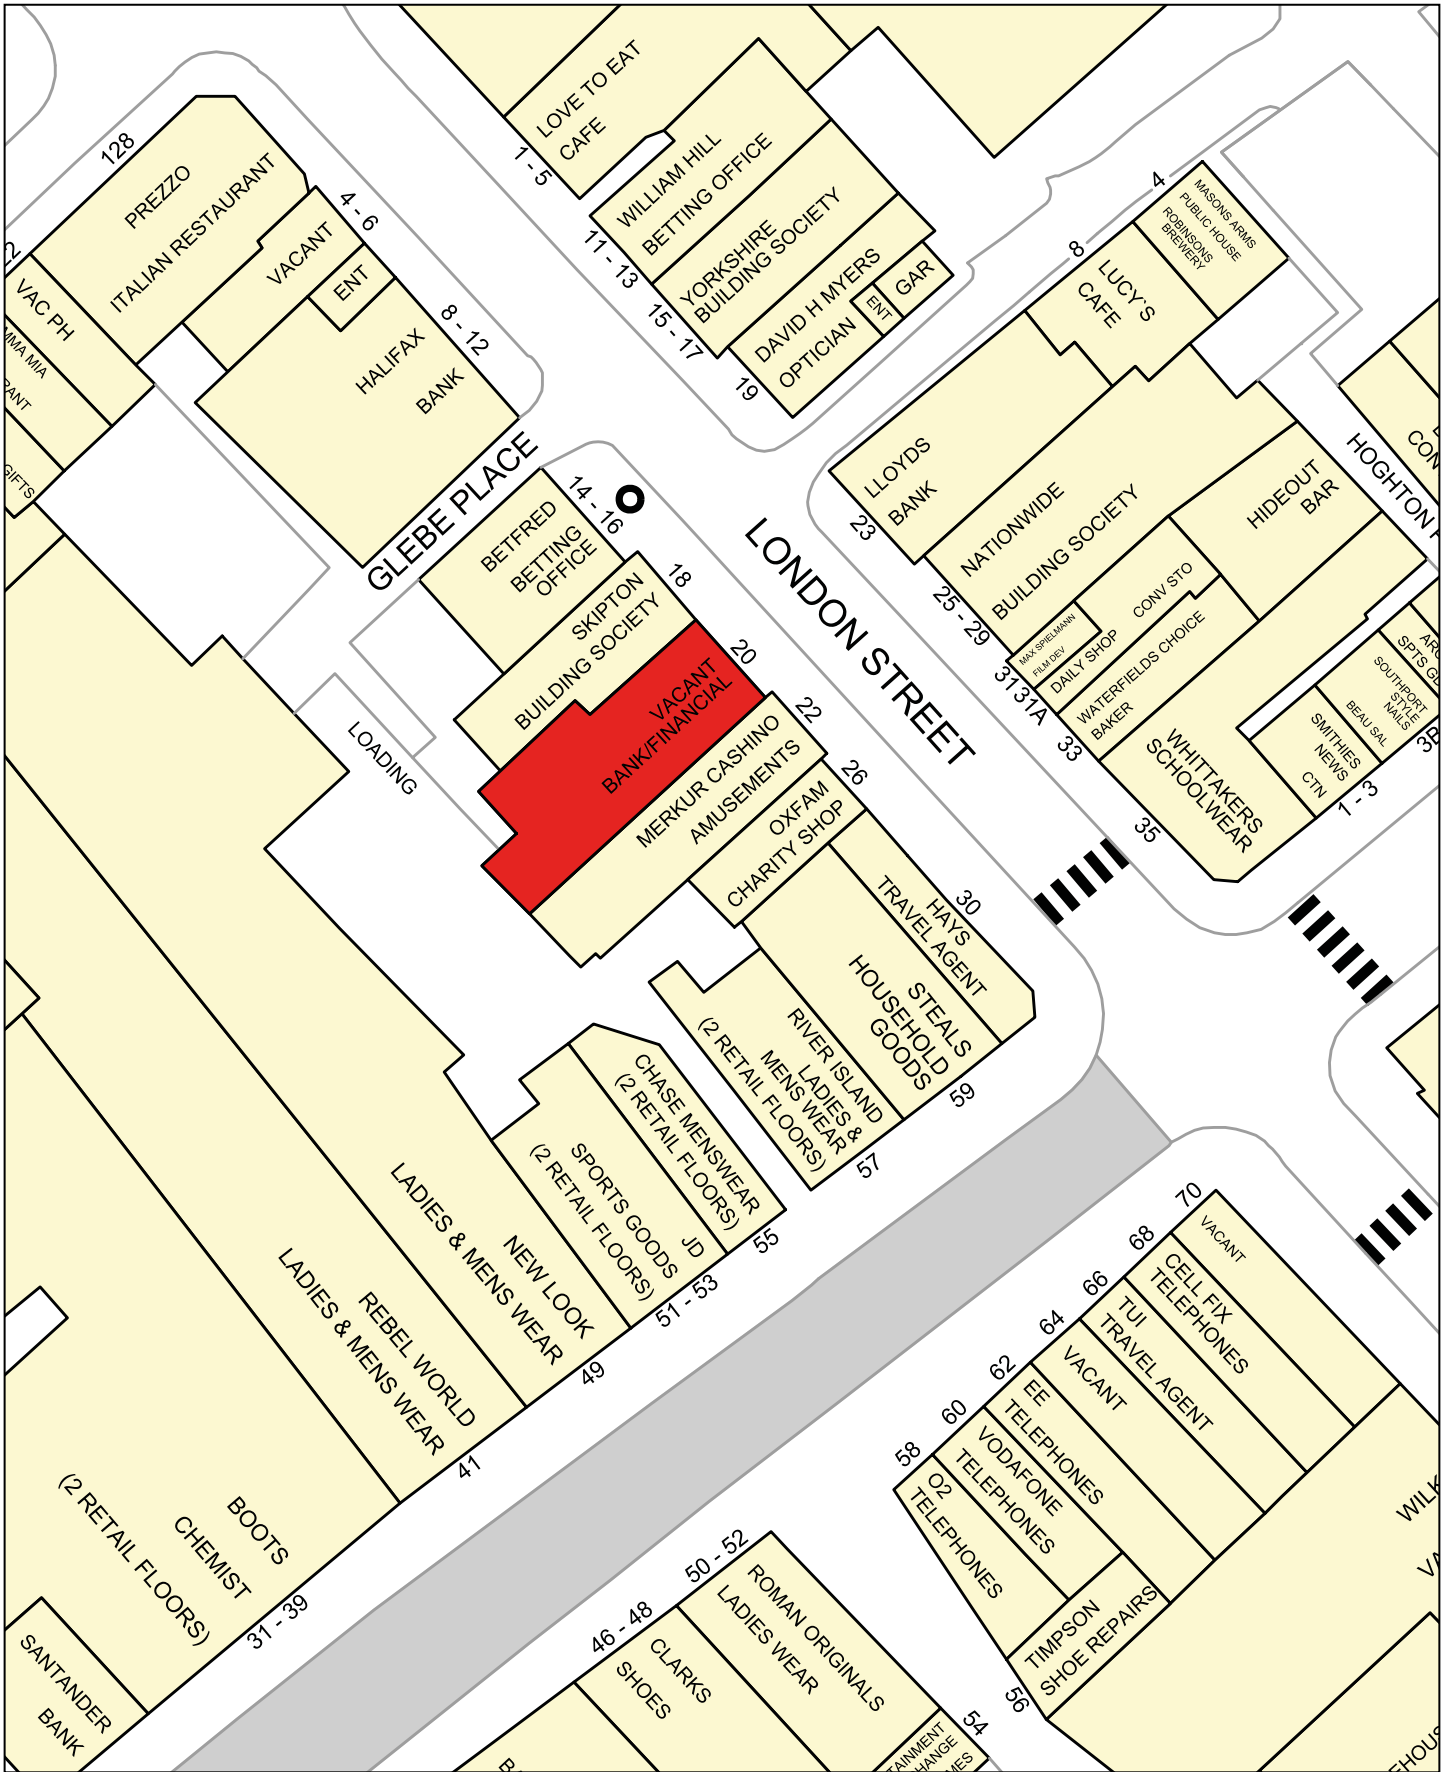 LOVE TO EAT
CAFE
1 - 5
WILLIAM HILL
BETTING OFFICE
11 - 13
YORKSHIRE
BUILDING SOCIETY
15 - 17
DAVID H MYERS
OPTICIAN
ENT
GAR
19
128
PREZZO
ITALIAN RESTAURANT
4 - 6
VACANT
ENT
8 - 12
HALIFAX
BANK
VAC PH
MIA
GIFTS
GLEBE PLACE
14 - 16
BETFRED
BETTING
OFFICE
18
SKIPTON
BUILDING SOCIETY
20
VACANT
BANK/FINANCIAL
22
MERKUR CASHINO
AMUSEMENTS
26
OXFAM
CHARITY SHOP
30
HAYS
TRAVEL AGENT
STEALS
HOUSEHOLD
GOODS
59
RIVER ISLAND
LADIES &
MENS WEAR
(2 RETAIL FLOORS)
57
LOADING
LONDON STREET
4
MASONS ARMS
PUBLIC HOUSE
ROBINSONS
BREWERY
8
LUCY`S
CAFE
LLOYDS
BANK
23
NATIONWIDE
BUILDING SOCIETY
25 - 29
HIDEOUT
BAR
HOGHTON
CONV STO
DAILY SHOP
MAX SPIELMANN
FILM DEV
31
31A
WATERFIELDS CHOICE
BAKER
33
WHITTAKERS
SCHOOLWEAR
35
SMITHIES
NEWS
CTN
1 - 3
BEAU SAL
SOUTHPORT
STYLE
NAILS
3B
SPTS
CHASE MENSWEAR
(2 RETAIL FLOORS)
55
JD
SPORTS GOODS
(2 RETAIL FLOORS)
51 - 53
NEW LOOK
LADIES & MENS WEAR
49
REBEL WORLD
LADIES & MENS WEAR
41
BOOTS
CHEMIST
(2 RETAIL FLOORS)
31 - 39
SANTANDER
BANK
70
VACANT
68
CELL FIX
TELEPHONES
66
TUI
TRAVEL AGENT
64
VACANT
62
EE
TELEPHONES
60
VODAFONE
TELEPHONES
58
O2
TELEPHONES
TIMPSON
SHOE REPAIRS
56
50 - 52
ROMAN ORIGINALS
LADIES WEAR
46 - 48
CLARKS
SHOES
54